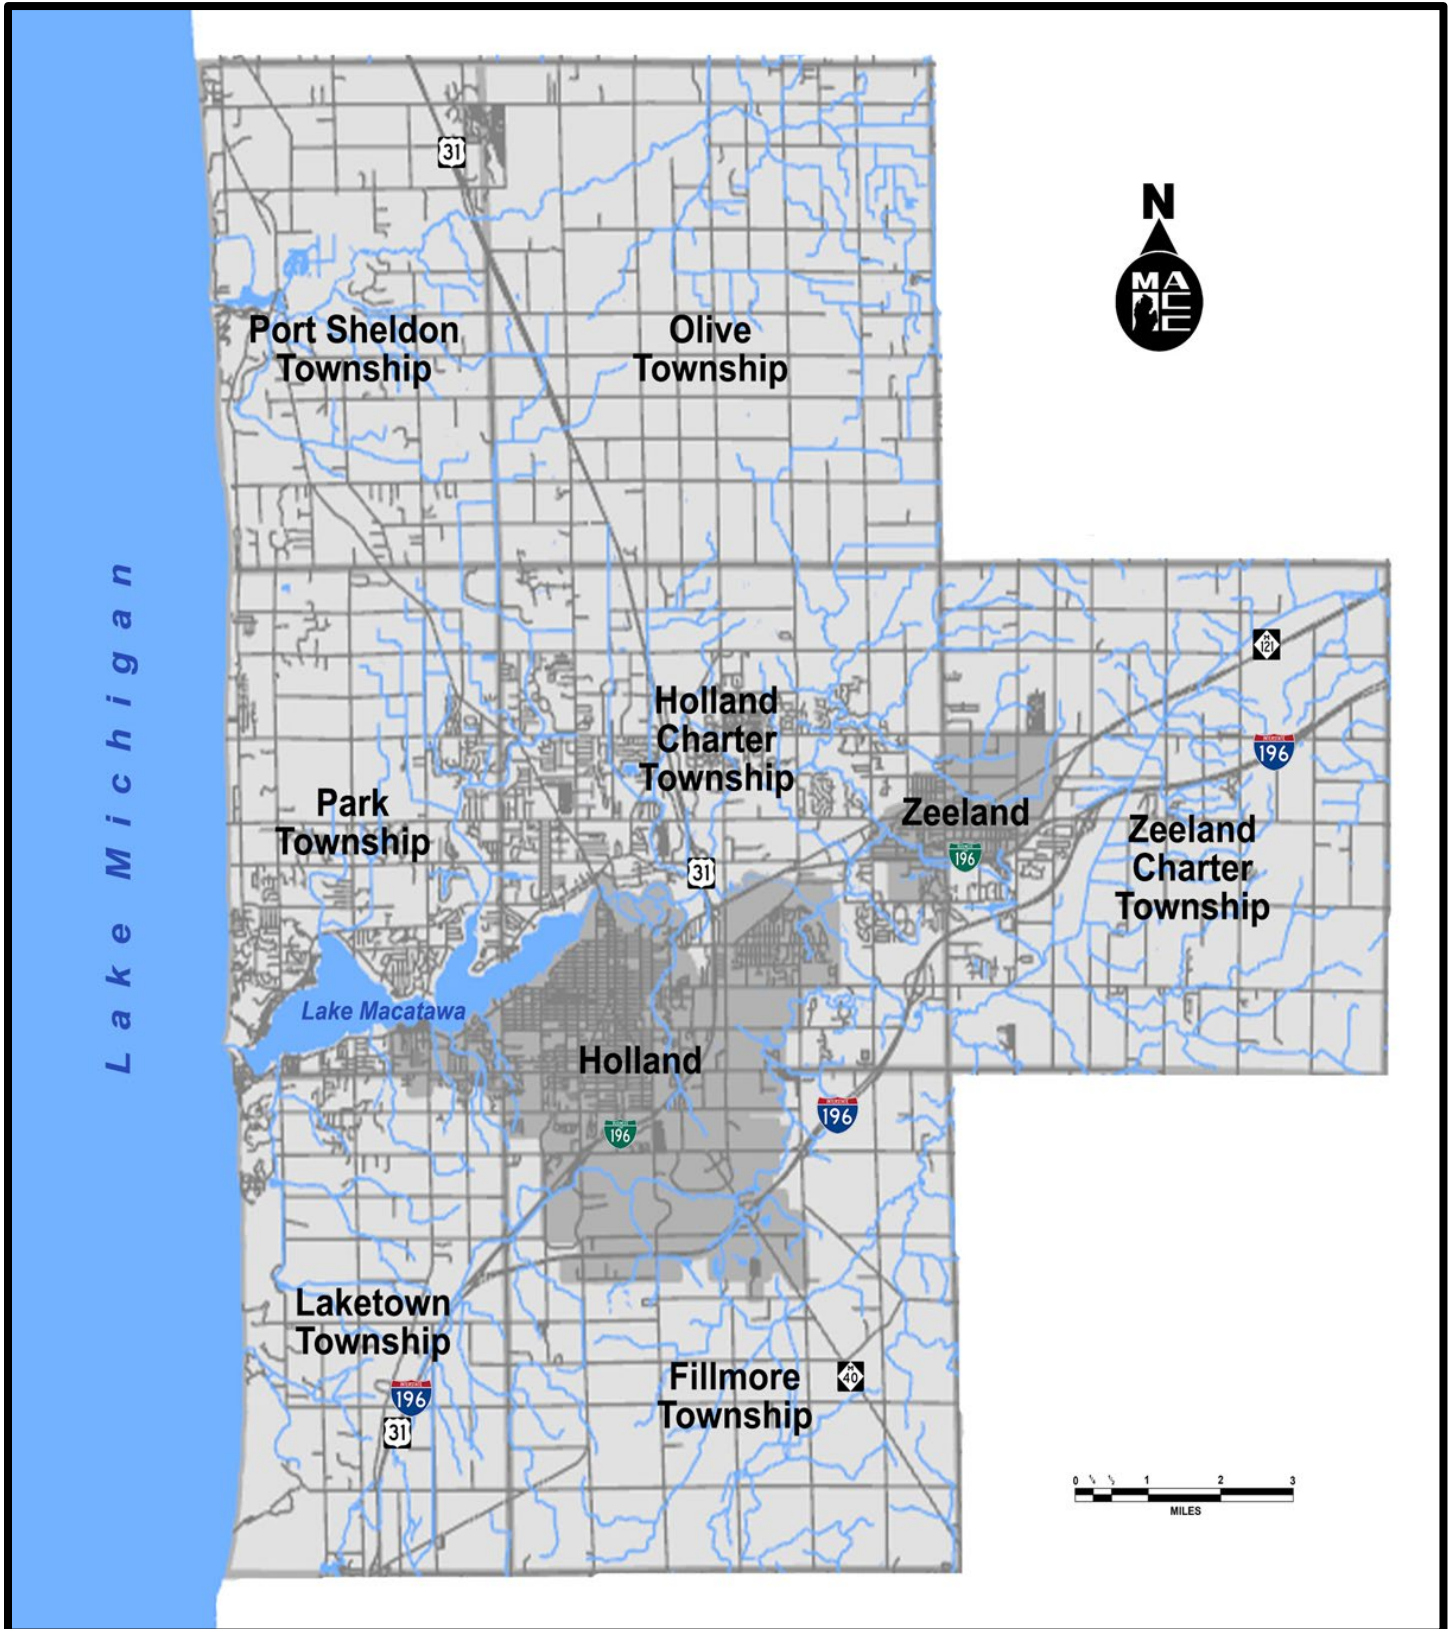 N
MA
CC
31
Port Sheldon
Township
Olive
Township
Lake Michigan
M
121
Holland
Charter
Township
196
Park
Township
Zeeland
Zeeland
Charter
Township
196
31
Lake Macatawa
Holland
196
196
Laketown
Township
Fillmore
Township
M
40
196
31
0
1
2
3
MILES